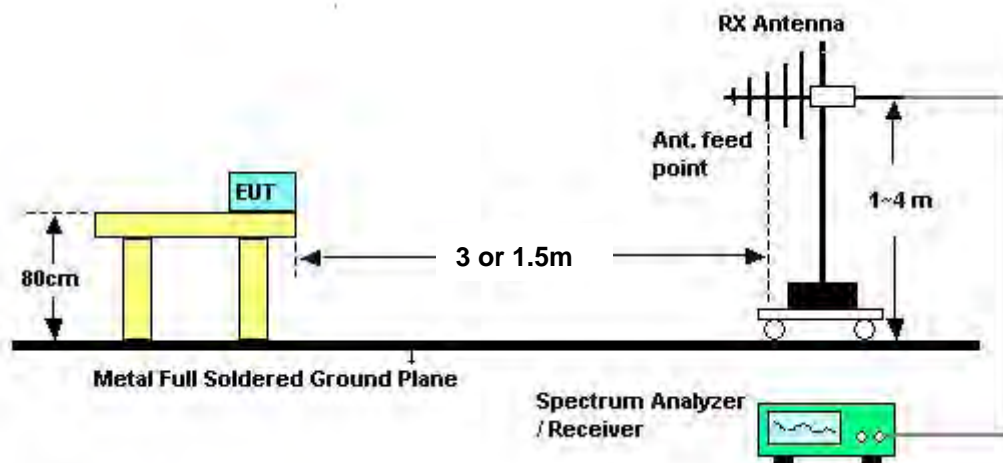 RX Antenna
Ant. feed
point
EUT
1~4 m
3 or 1.5m
80cm
Metal Full Soldered Ground Plane
Spectrum Analyzer
/ Receiver